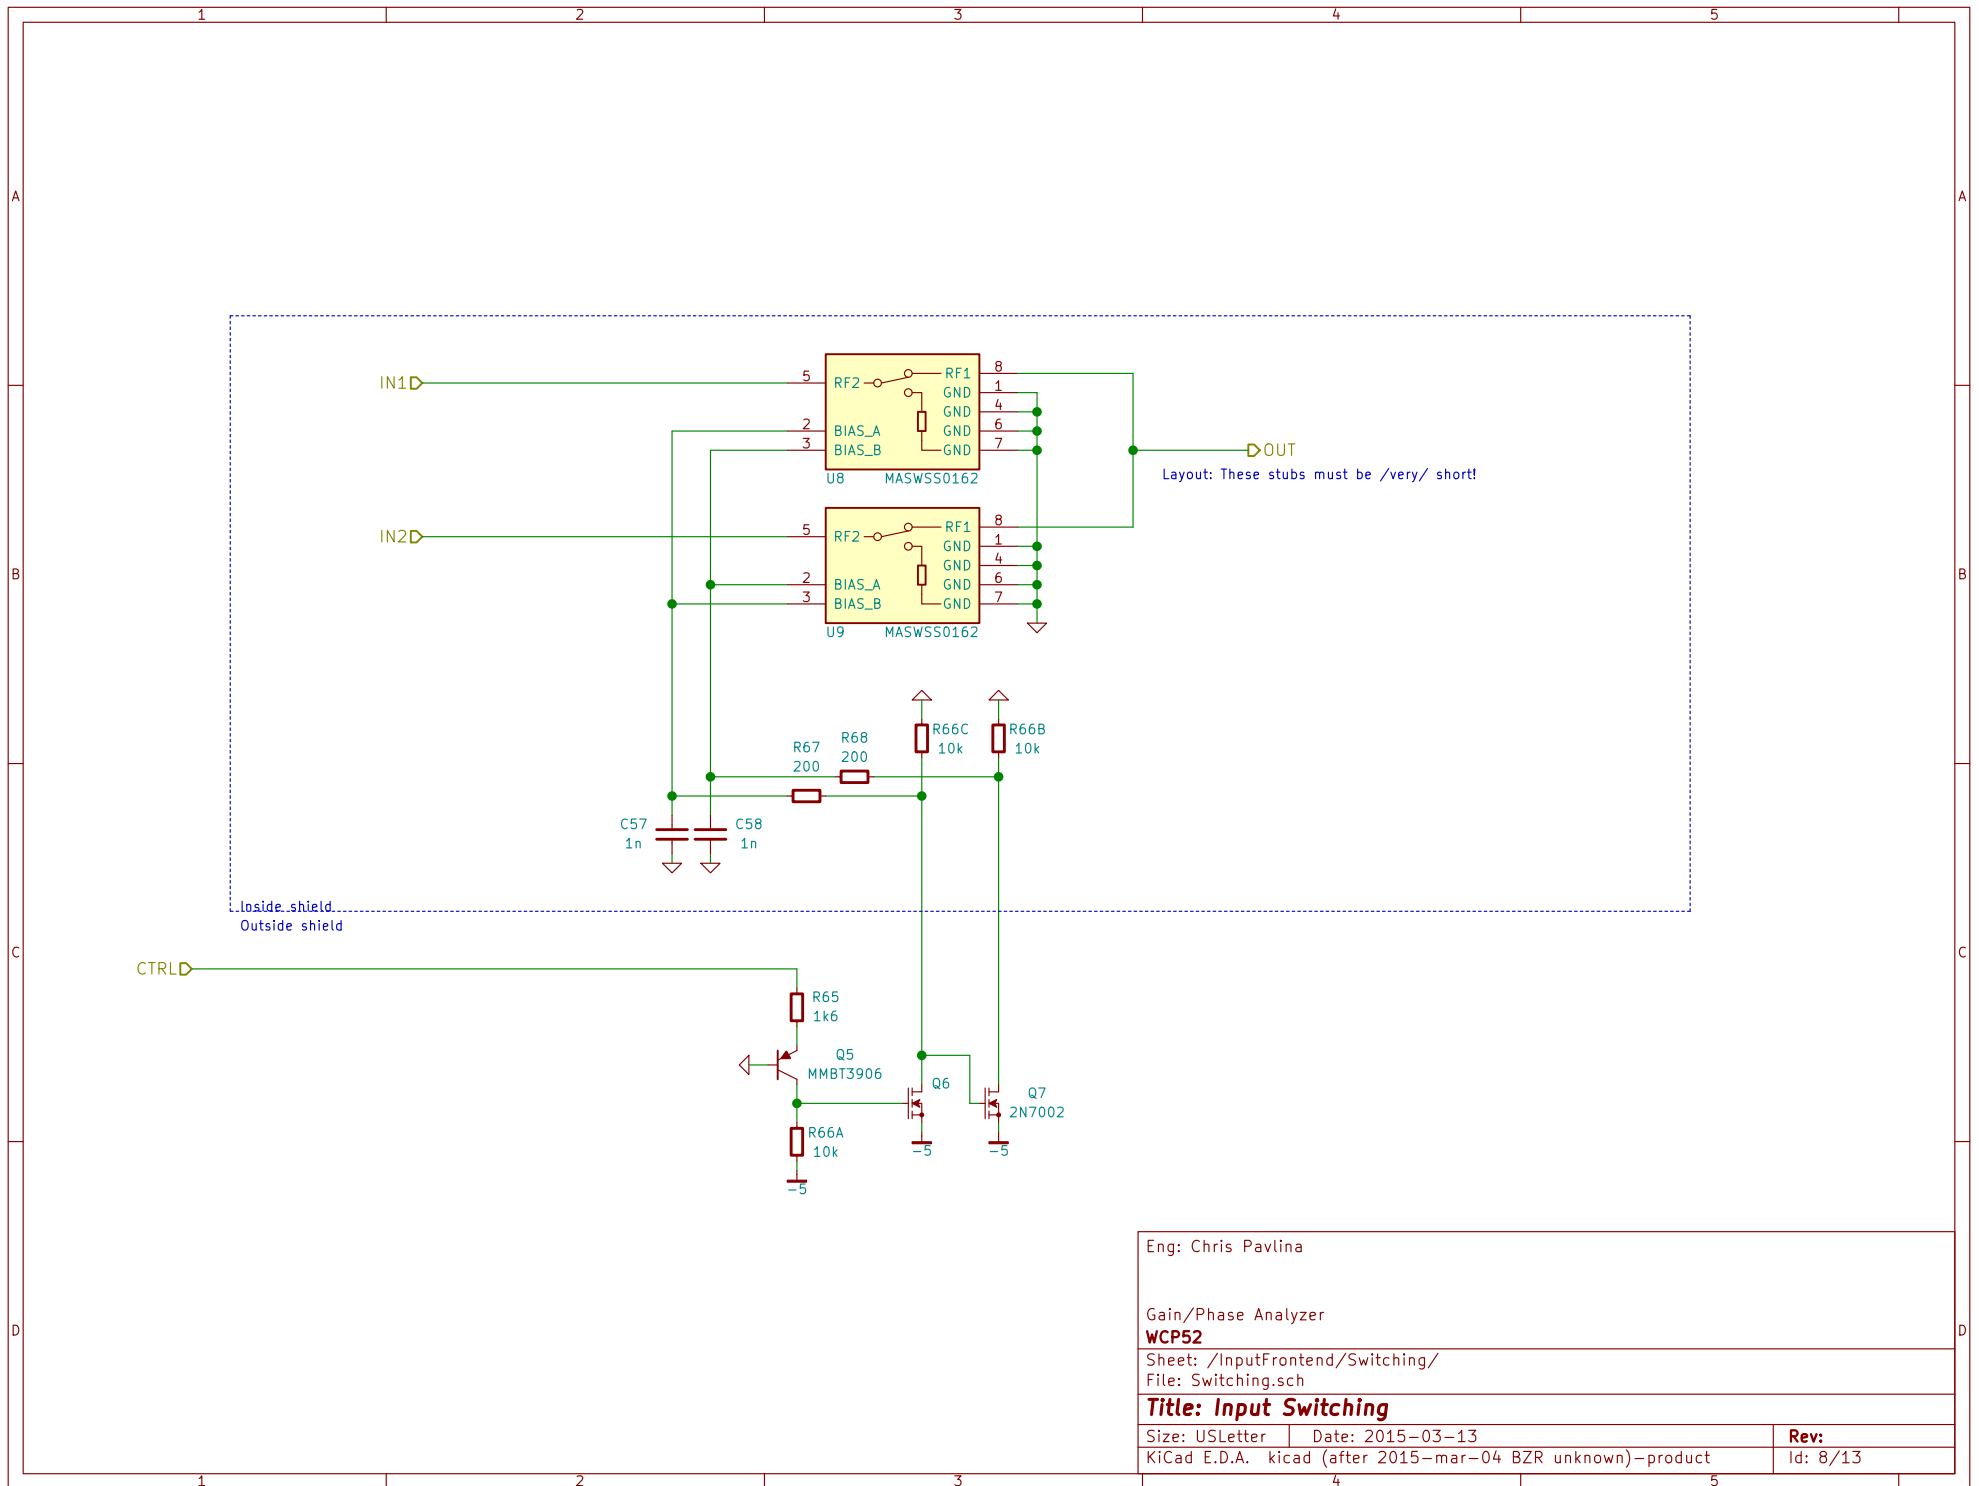 1 2 3 4 5
A A
IN1
5 RF2 RF1 8
GND 1
GND 4
2 BIAS_A GND 6
3 BIAS_B GND 7
U8 MASWSS0162
OUT
Layout: These stubs must be /very/ short!
IN2
5 RF2 RF1 8
GND 1
GND 4
2 BIAS_A GND 6
3 BIAS_B GND 7
U9 MASWSS0162
B B
R66C
10k
R66B
10k
R68
200
R67
200
C57
1n
C58
1n
Inside shield
Outside shield
C C
CTRL
R65
1k6
Q5
MMBT3906
Q6
Q7
2N7002
R66A
10k
-5
-5
-5
D D
Eng: Chris Pavlina
Gain/Phase Analyzer
WCP52
Sheet: /InputFrontend/Switching/
File: Switching.sch
Title: Input Switching
Size: USLetter Date: 2015-03-13 Rev:
KiCad E.D.A. kicad (after 2015-mar-04 BZR unknown)-product Id: 8/13
1 2 3 4 5